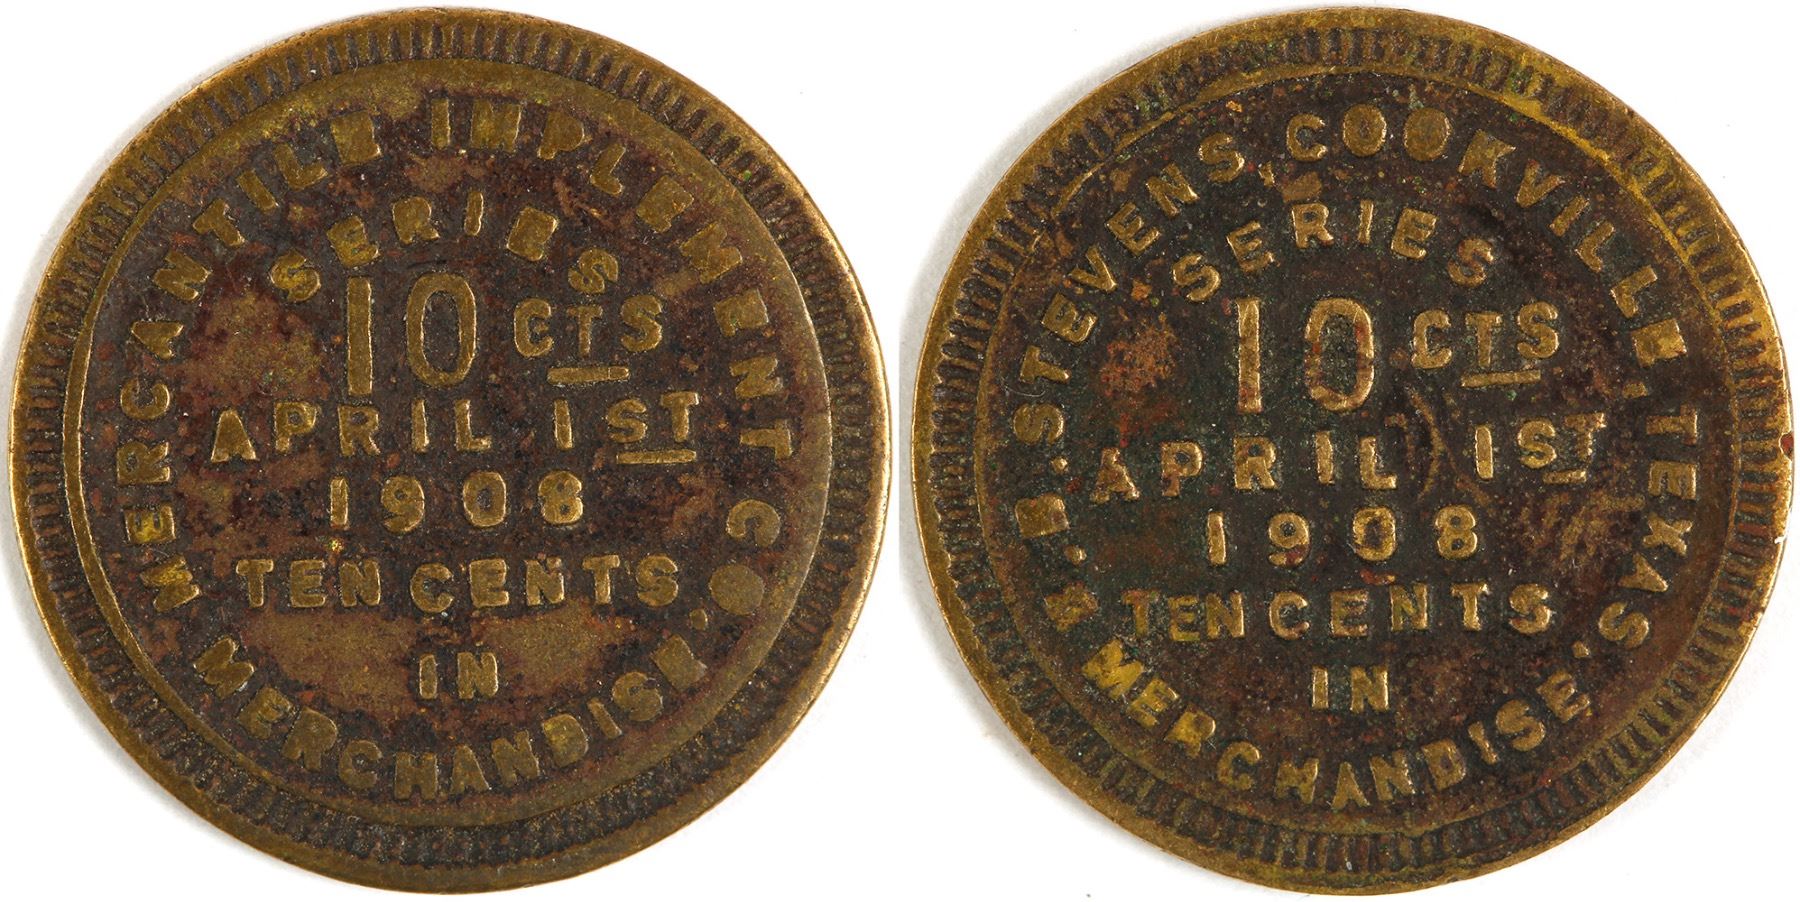 MERCANTILE IMPLEMENT CO.
SERIES
10 CTS
APRIL 1ST
1908
TEN CENTS
IN
MERCHANDISE.
B. STEVENS, COOKVILLE, TEXAS.
SERIES
10 CTS
APRIL 1ST
1908
TEN CENTS
IN
MERCHANDISE.